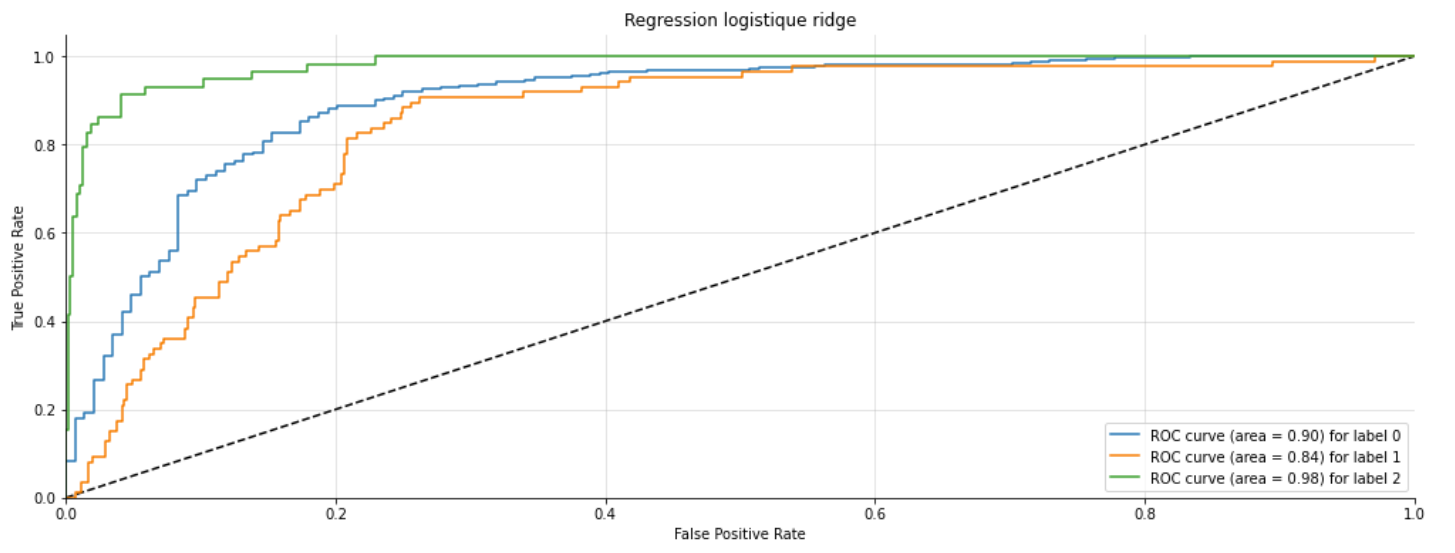 Regression logistique ridge
1.0
0.8
0.6
0.4
0.2
0.0
True Positive Rate
0.0 0.2 0.4 0.6 0.8 1.0
False Positive Rate
ROC curve (area = 0.90) for label 0
ROC curve (area = 0.84) for label 1
ROC curve (area = 0.98) for label 2